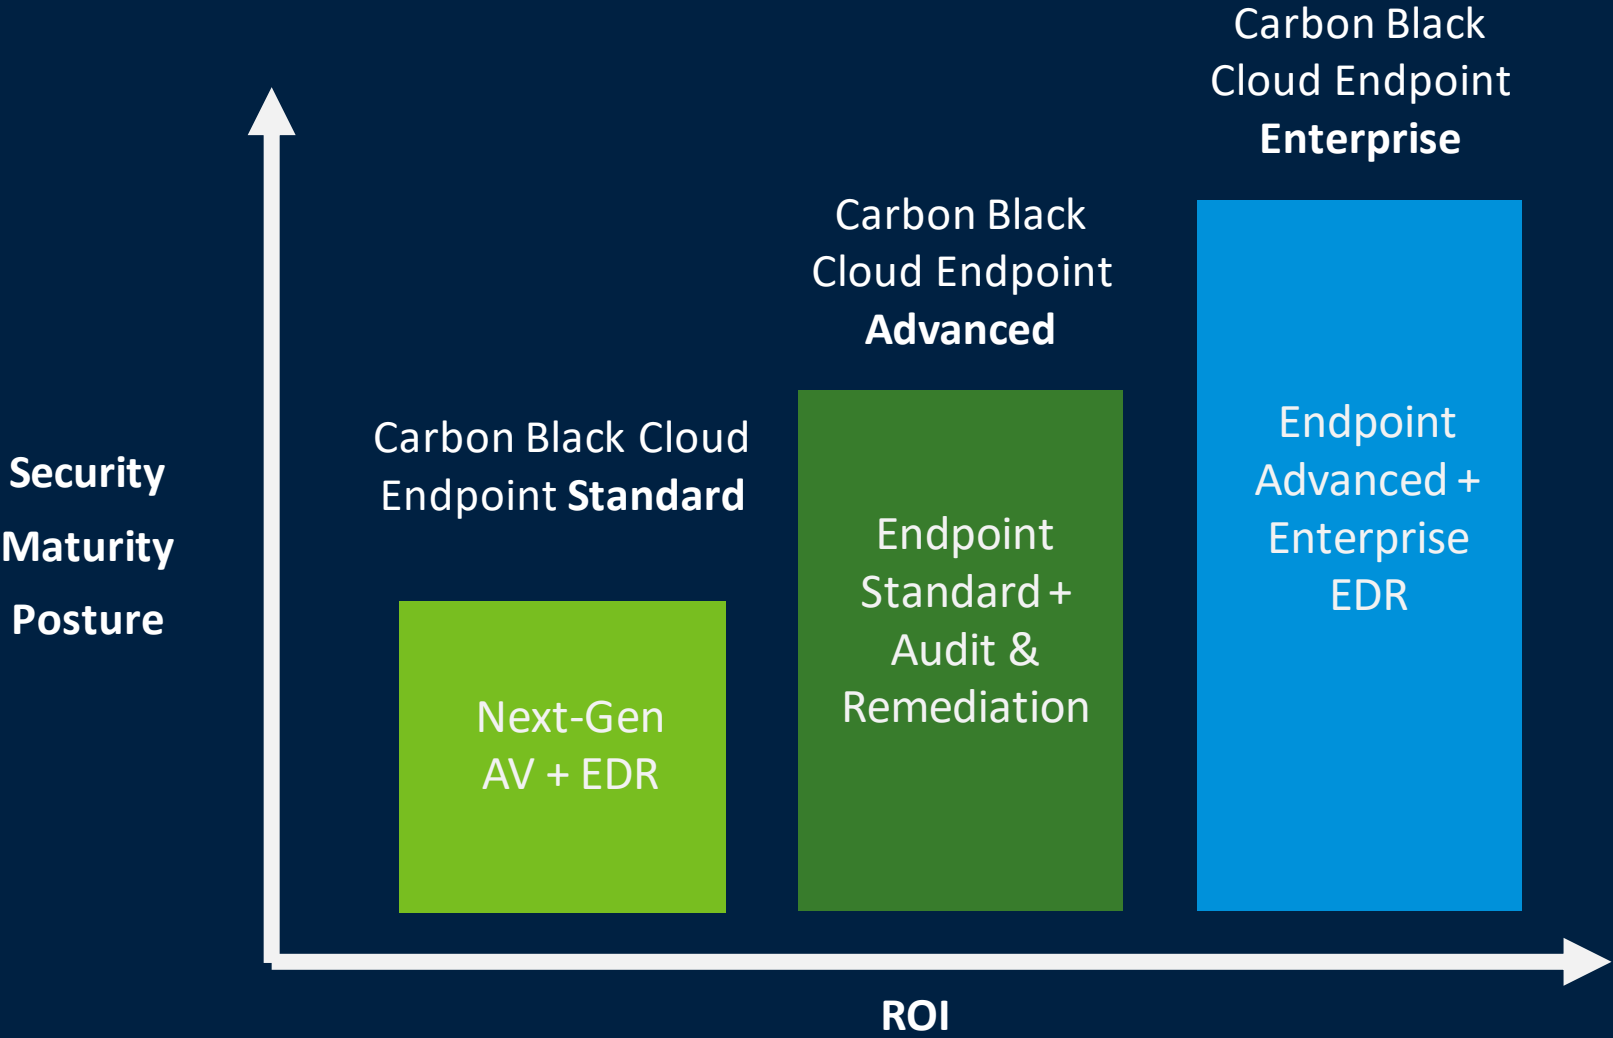 Carbon Black
Cloud Endpoint
Enterprise
Carbon Black
Cloud Endpoint
Advanced
Carbon Black Cloud
Endpoint Standard
Security
Maturity
Posture
Next-Gen
AV + EDR
Endpoint
Standard +
Audit &
Remediation
Endpoint
Advanced +
Enterprise
EDR
ROI